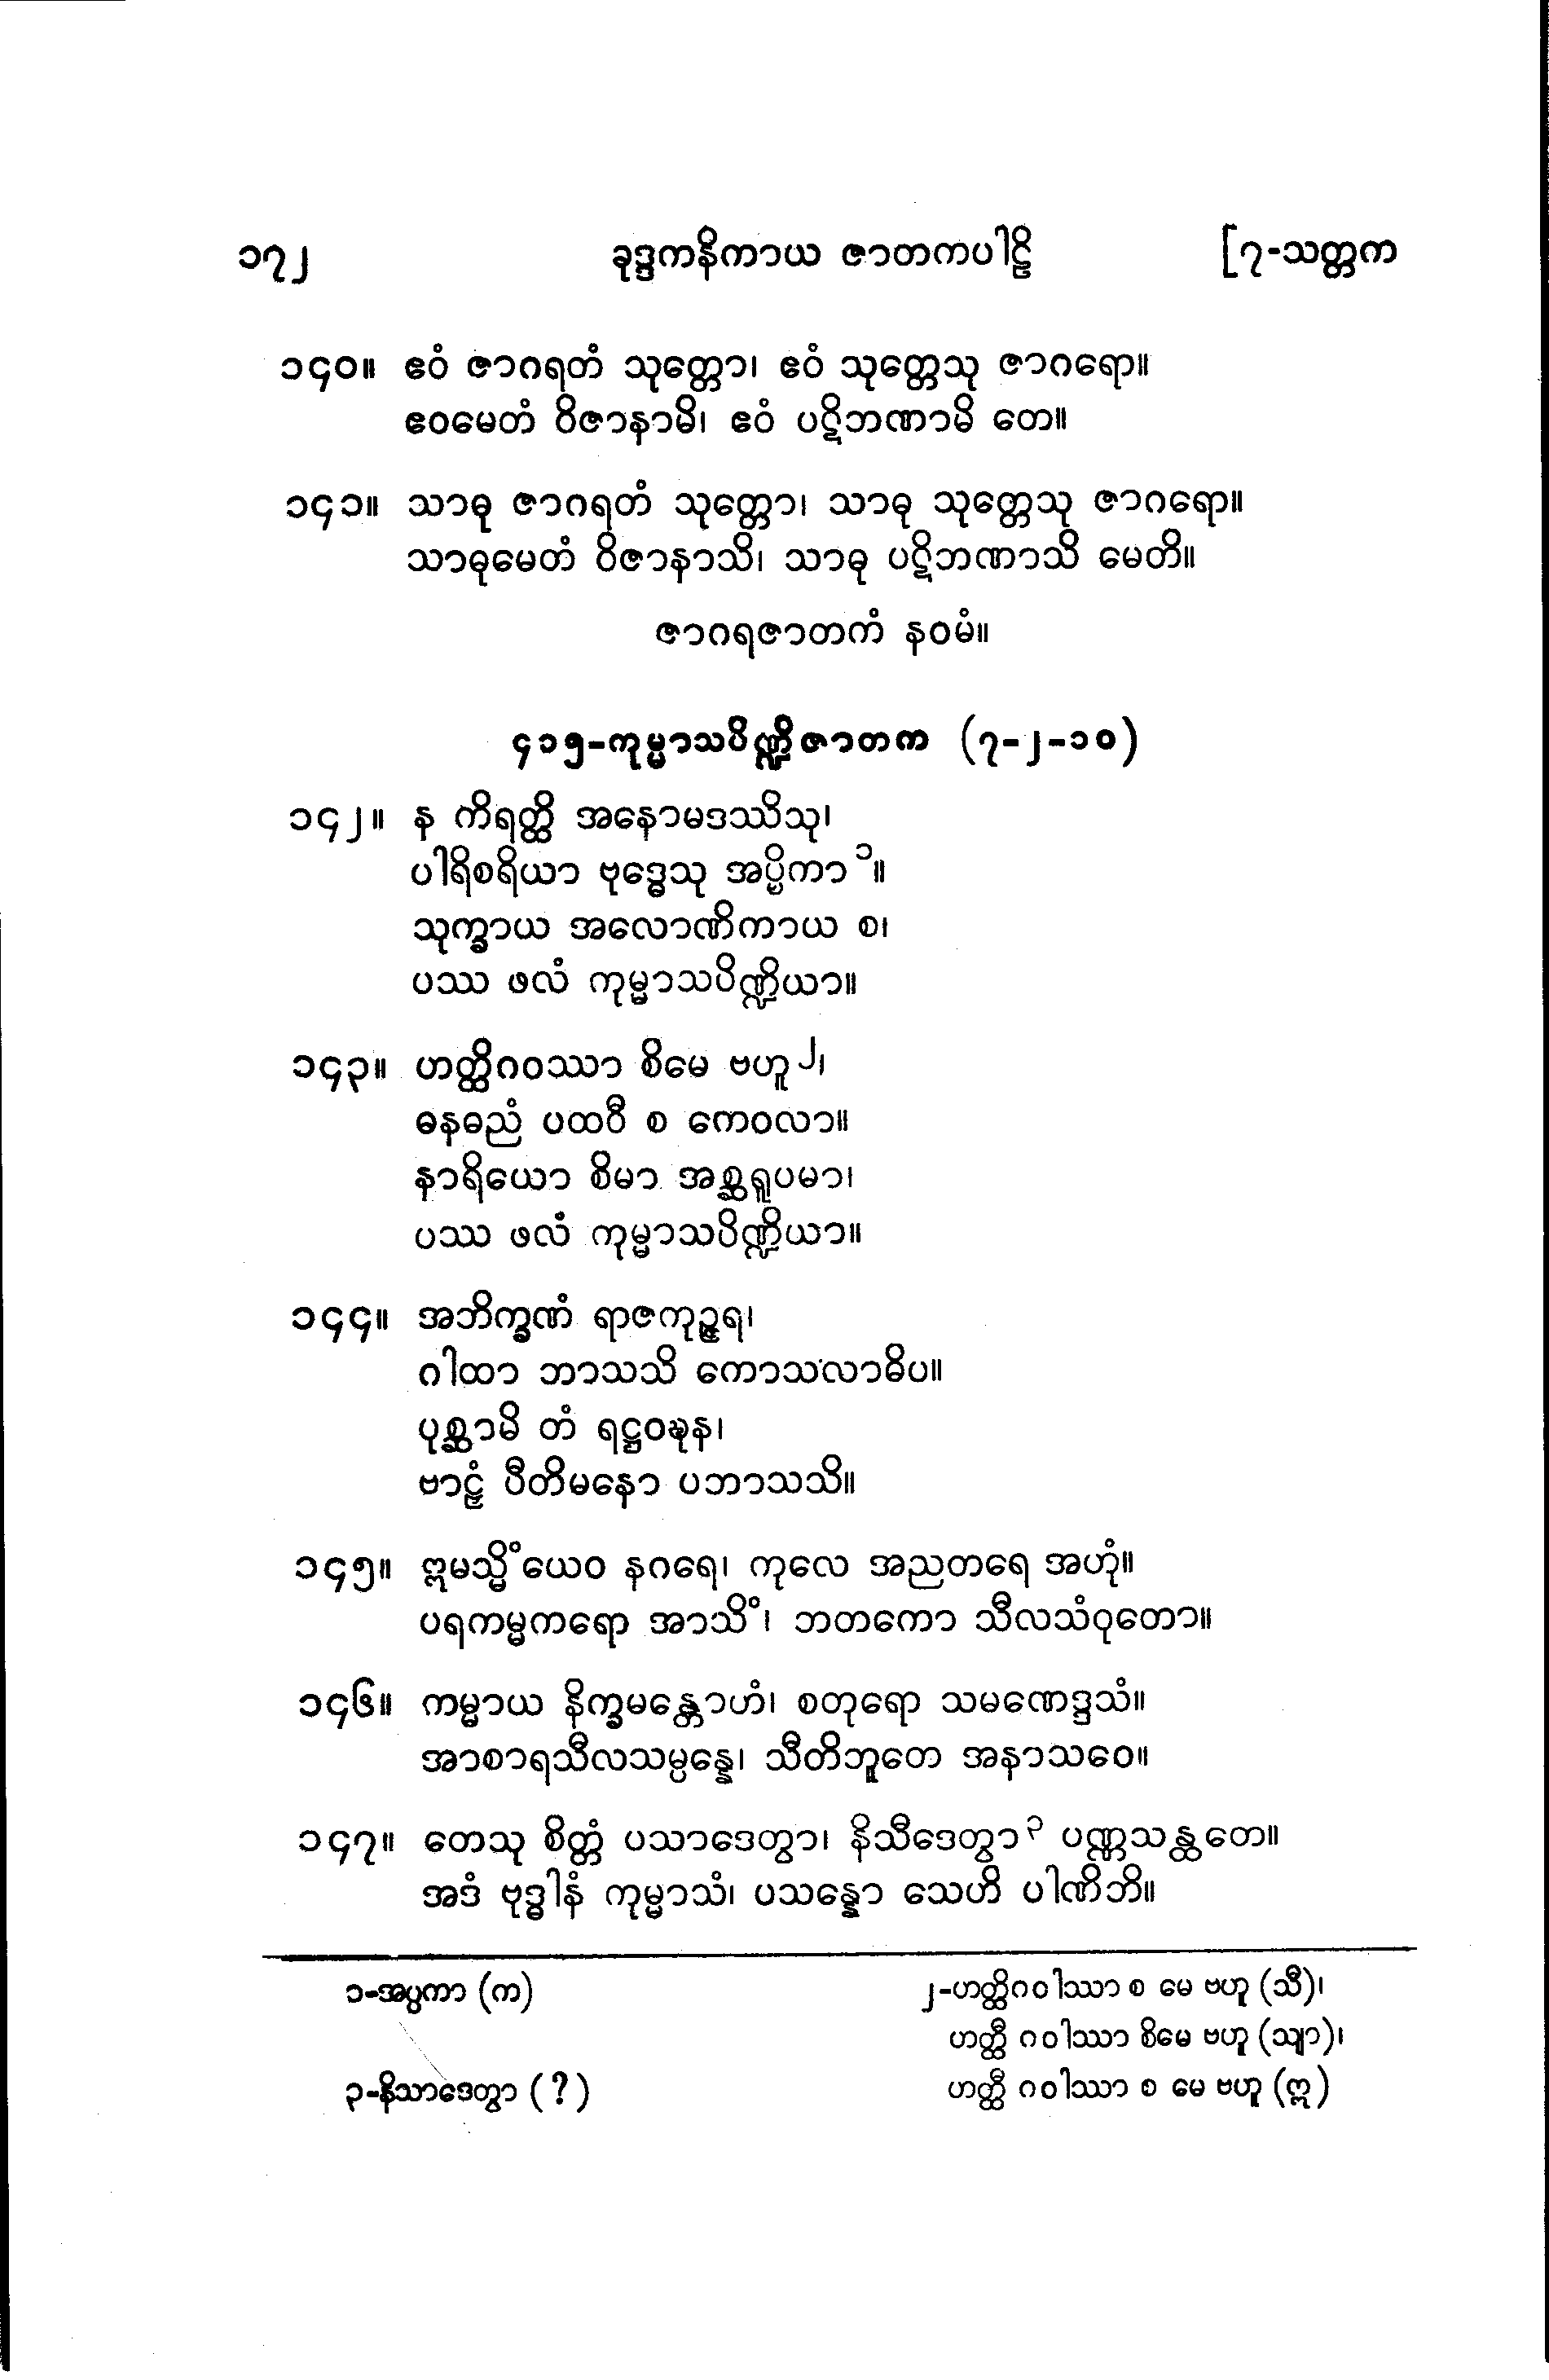 ၁၇၂ ခုဒ္ဒကနိကာယ ဇာတကပါဠိ [၇-သတ္တက
၁၄၀။ ဧဝံ ဇာဂရတံ သုတ္တော၊ ဧဝံ သုတ္တေသု ဇာဂရော။
ဧဝမေတံ ဝိဇာနာမိ၊ ဧဝံ ပဋိဘဏာမိ တေ။
၁၄၁။ သာဓု ဇာဂရတံ သုတ္တော၊ သာဓု သုတ္တေသု ဇာဂရော။
သာဓုမေတံ ဝိဇာနာသိ၊ သာဓု ပဋိဘဏာသိ မေတိ။
ဇာဂရဇာတကံ နဝမံ။
၄၁၅-ကုမ္မာသပိဏ္ဍိဇာတက (၇-၂-၁၀)
၁၄၂။ န ကိရတ္ထိ အနောမဒဿိသု၊
ပါရိစရိယာ ဗုဒ္ဓေသု အပ္ပိကာ ၁။
သုက္ခာယ အလောဏိကာယ စ၊
ပဿ ဖလံ ကုမ္မာသပိဏ္ဍိယာ။
၁၄၃။ ဟတ္ထိဂဝဿာ စိမေ ဗဟူ ၂၊
ဓနဓညံ ပထဝီ စ ကေဝလာ။
နာရိယော စိမာ အစ္ဆရူပမာ၊
ပဿ ဖလံ ကုမ္မာသပိဏ္ဍိယာ။
၁၄၄။ အဘိက္ခဏံ ရာဇကုဉ္ဇရ၊
ဂါထာ ဘာသသိ ကောသလာဓိပ။
ပုစ္ဆာမိ တံ ရဋ္ဌဝဍ္ဎန၊
ဗာဠှံ ပီတိမနော ပဘာသသိ။
၁၄၅။ ဣမသ္မိံယေဝ နဂရေ၊ ကုလေ အညတရေ အဟုံ။
ပရကမ္မကရော အာသိံ၊ ဘတကော သီလသံဝုတော။
၁၄၆။ ကမ္မာယ နိက္ခမန္တောဟံ၊ စတုရော သမဏေဒ္ဒသံ။
အာစာရသီလသမ္ပန္နေ၊ သီတိဘူတေ အနာသဝေ။
၁၄၇။ တေသု စိတ္တံ ပသာဒေတွာ၊ နိသီဒေတွာ ၃ ပဏ္ဏသန္ထတေ။
အဒံ ဗုဒ္ဓါနံ ကုမ္မာသံ၊ ပသန္နော သေဟိ ပါဏိဘိ။
၁-အပ္ပကာ (က) ၂-ဟတ္ထိဂဝါဿာ စ မေ ဗဟူ (သီ)၊
ဟတ္ထီ ဂဝါဿာ စိမေ ဗဟူ (သျာ)၊
၃-နိသာဒေတွာ (?) ဟတ္ထီ ဂဝါဿာ စ မေ ဗဟူ (ဣ)